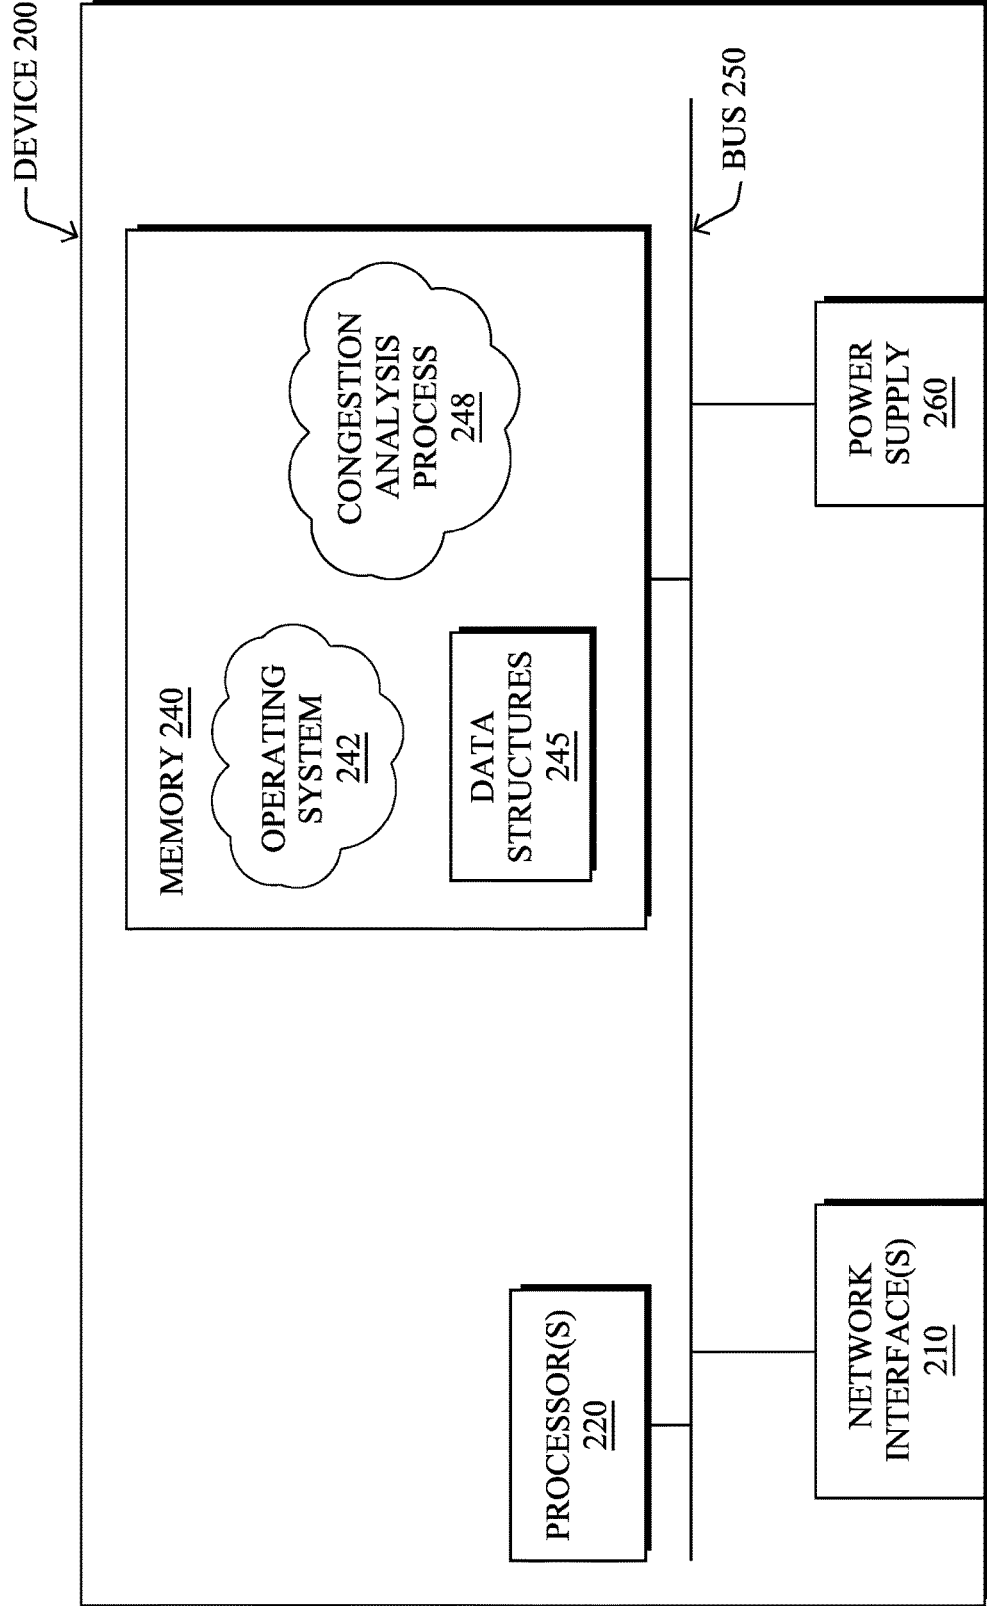 DEVICE 200
MEMORY 240
OPERATING
SYSTEM
242
CONGESTION
ANALYSIS
PROCESS
248
DATA
STRUCTURES
245
PROCESSOR(S)
220
BUS 250
NETWORK
INTERFACE(S)
210
POWER
SUPPLY
260